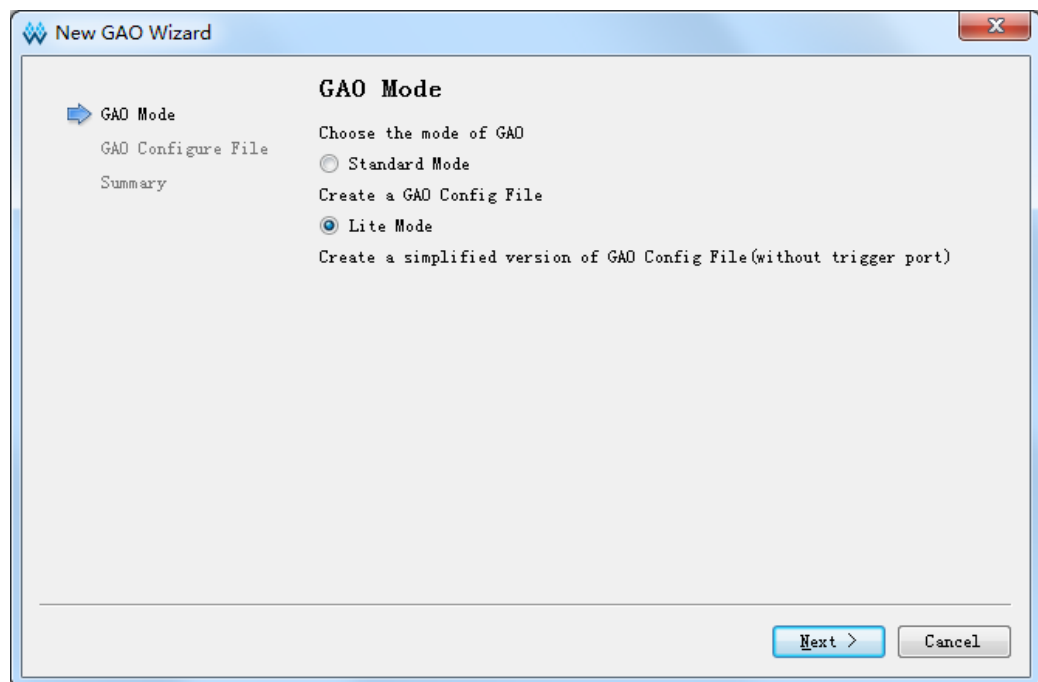 New GAO Wizard
GAO Mode
GAO Configure File
Summary
GAO Mode
Choose the mode of GAO
Standard Mode
Create a GAO Config File
Lite Mode
Create a simplified version of GAO Config File(without trigger port)
Next >
Cancel